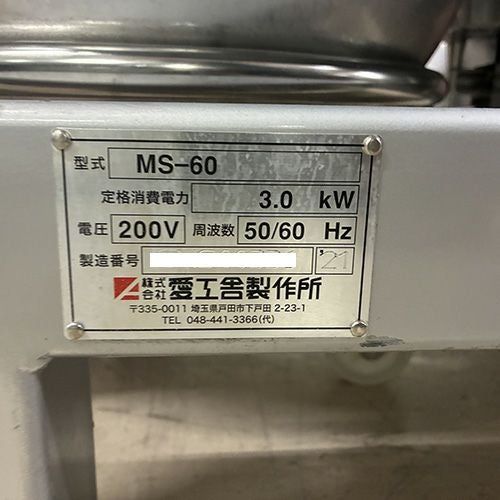 型式 MS-60
定格消費電力 3.0 kW
電圧 200V 周波数 50/60 Hz
製造番号 '21
株式会社 愛工舎製作所
〒335-0011 埼玉県戸田市下戸田 2-23-1
TEL 048-441-3366(代)